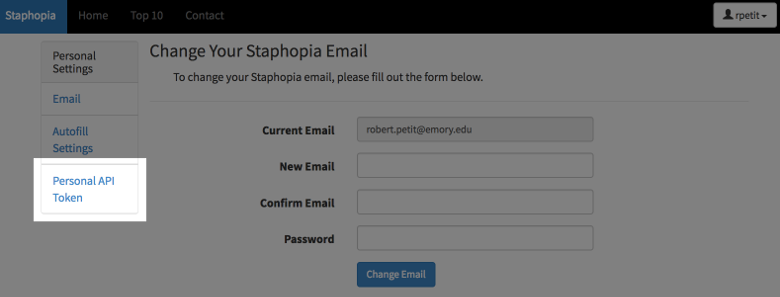 Staphopia Home Top 10 Contact rpetit
Personal
Settings
Email
Autofill
Settings
Personal API
Token
Change Your Staphopia Email
To change your Staphopia email, please fill out the form below.
Current Email robert.petit@emory.edu
New Email
Confirm Email
Password
Change Email